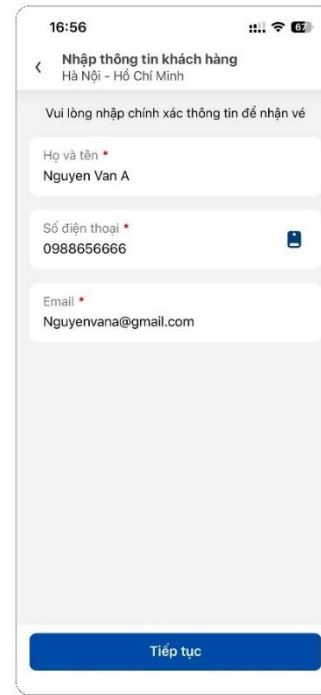 16:56
67
Nhập thông tin khách hàng
Hà Nội - Hồ Chí Minh
Vui lòng nhập chính xác thông tin để nhận vé
Họ và tên *
Nguyen Van A
Số điện thoại *
0988656666
Email *
Nguyenvana@gmail.com
Tiếp tục